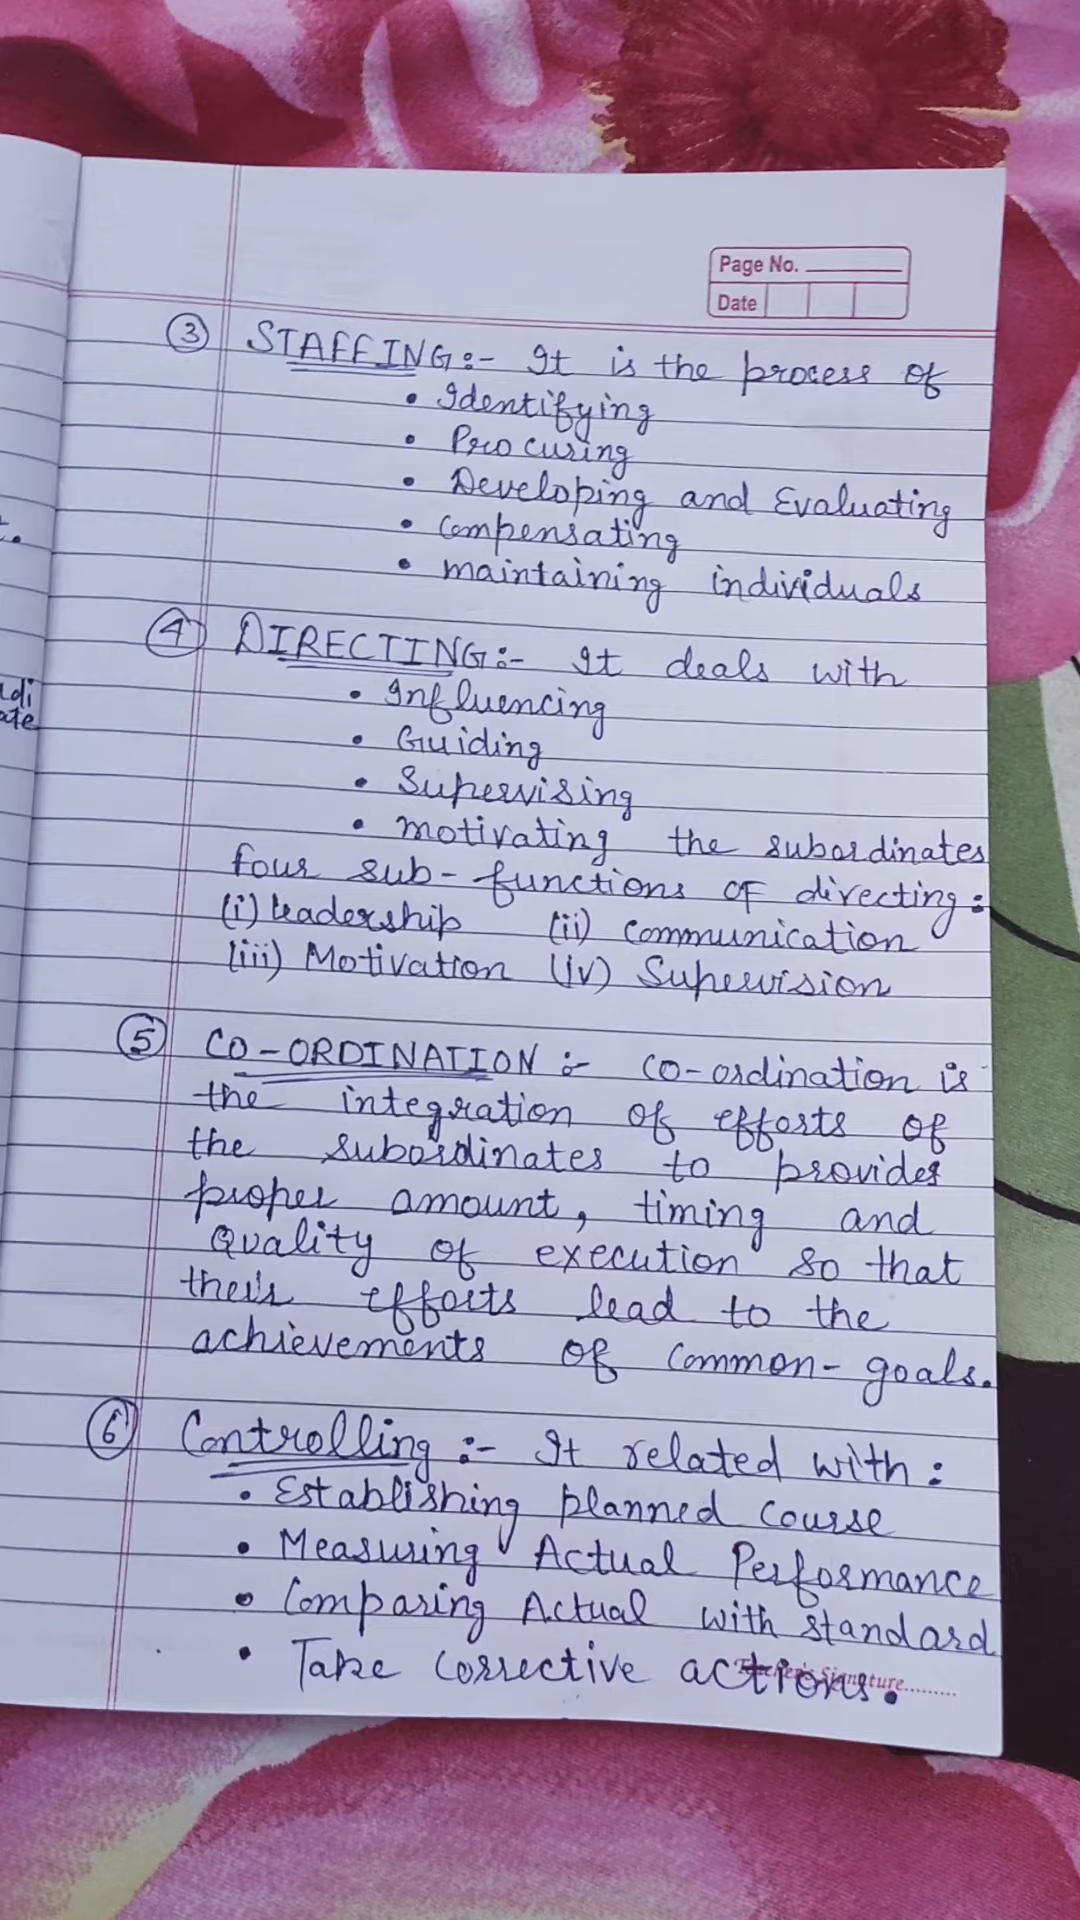 Page No.
Date
③ STAFFING:- It is the process of
• Identifying
• Procuring
• Developing and Evaluating
• Compensating
• maintaining individuals
④ DIRECTING:- It deals with
• Influencing
• Guiding
• Supervising
• motivating the subordinates
four sub-functions of directing:
(i) leadership (ii) communication
(iii) Motivation (iv) Supervision
⑤ CO-ORDINATION :- Co-ordination is
the integration of efforts of
the subordinates to provides
proper amount, timing and
Quality of execution so that
their efforts lead to the
achievements of common-goals.
⑥ Controlling :- It related with:
• Establishing planned course
• Measuring Actual Performance
• Comparing Actual with standard
• Take corrective actions.
Teacher's Signature.........